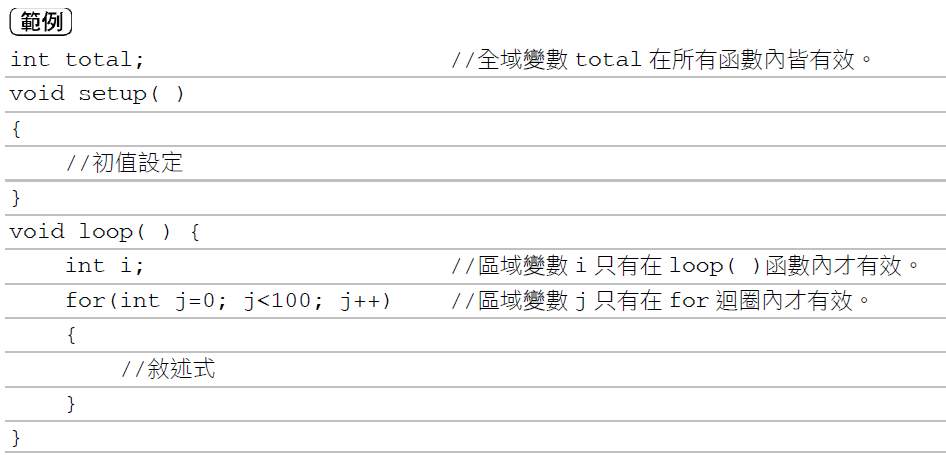 範例
int total; //全域變數 total 在所有函數內皆有效。
void setup( )
{
//初值設定
}
void loop( ) {
int i; //區域變數 i 只有在 loop( )函數內才有效。
for(int j=0; j<100; j++) //區域變數 j 只有在 for 迴圈內才有效。
{
//敘述式
}
}